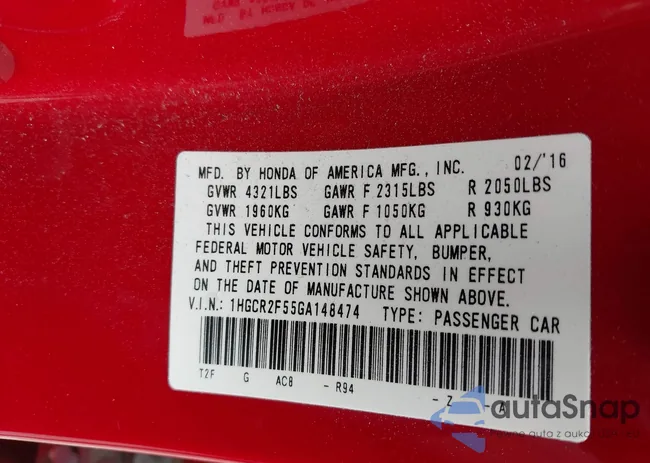 MFD. BY HONDA OF AMERICA MFG., INC. 02/'16
GVWR 4321LBS GAWR F 2315LBS R 2050LBS
GVWR 1960KG GAWR F 1050KG R 930KG
THIS VEHICLE CONFORMS TO ALL APPLICABLE
FEDERAL MOTOR VEHICLE SAFETY, BUMPER,
AND THEFT PREVENTION STANDARDS IN EFFECT
ON THE DATE OF MANUFACTURE SHOWN ABOVE.
V.I.N.: 1HGCR2F55GA148474 TYPE: PASSENGER CAR
T2F G AC8 - R94 - Z -A
autaSnap
auta z